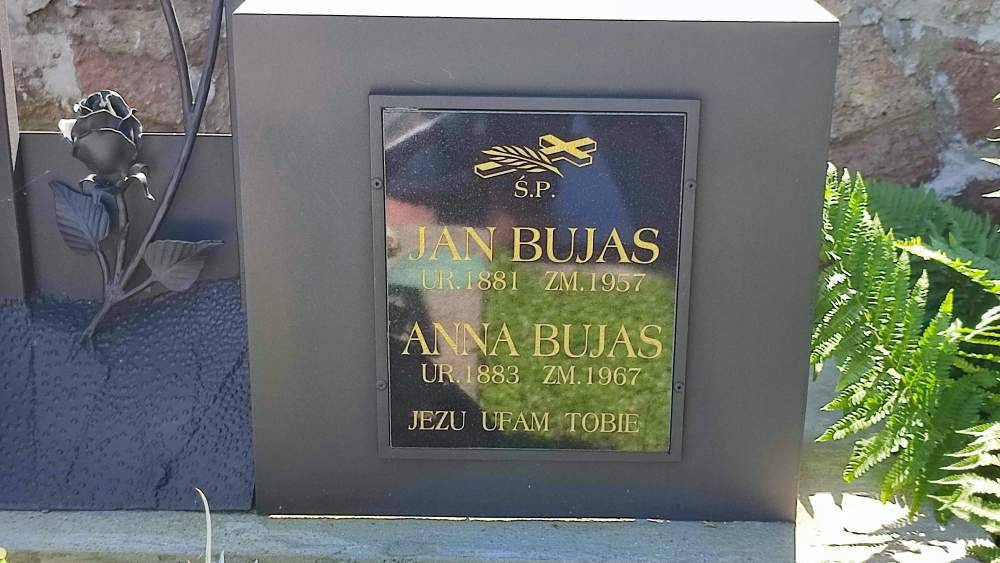 Ś.P.
JAN BUJAS
UR.1881 ZM.1957
ANNA BUJAS
UR.1883 ZM.1967
JEZU UFAM TOBIE